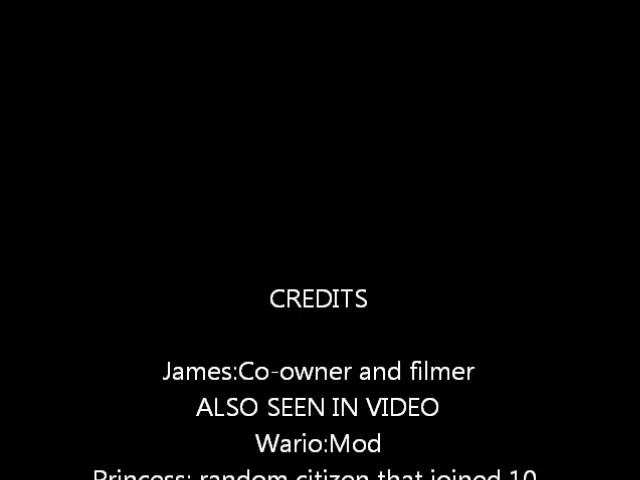 CREDITS
James:Co-owner and filmer
ALSO SEEN IN VIDEO
Wario:Mod
Princess: random citizen that joined 10